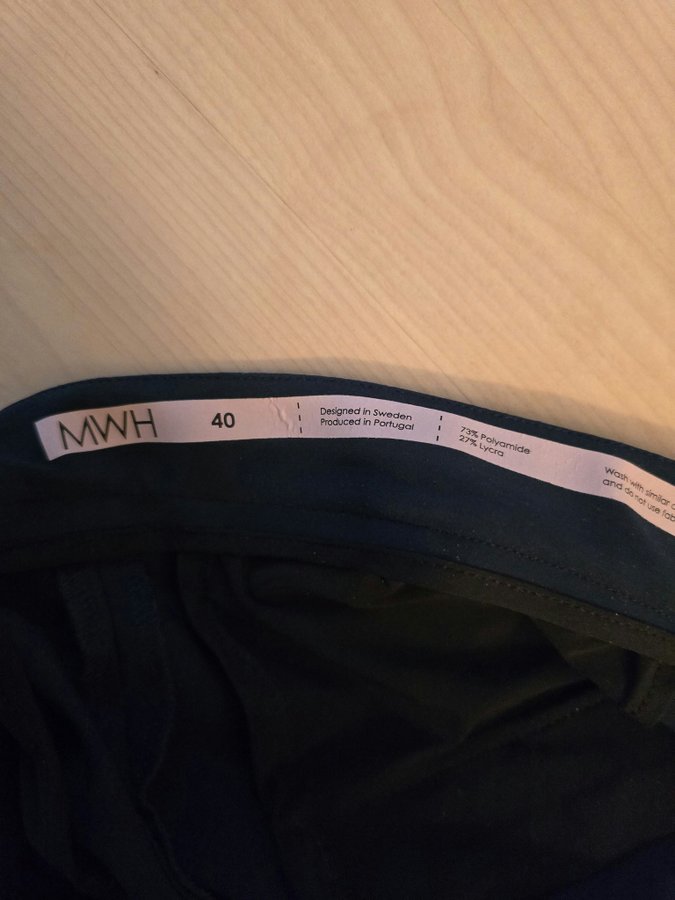 MWH
40
Designed in Sweden
Produced in Portugal
73% Polyamide
27% Lycra
Wash with similar
and do not use